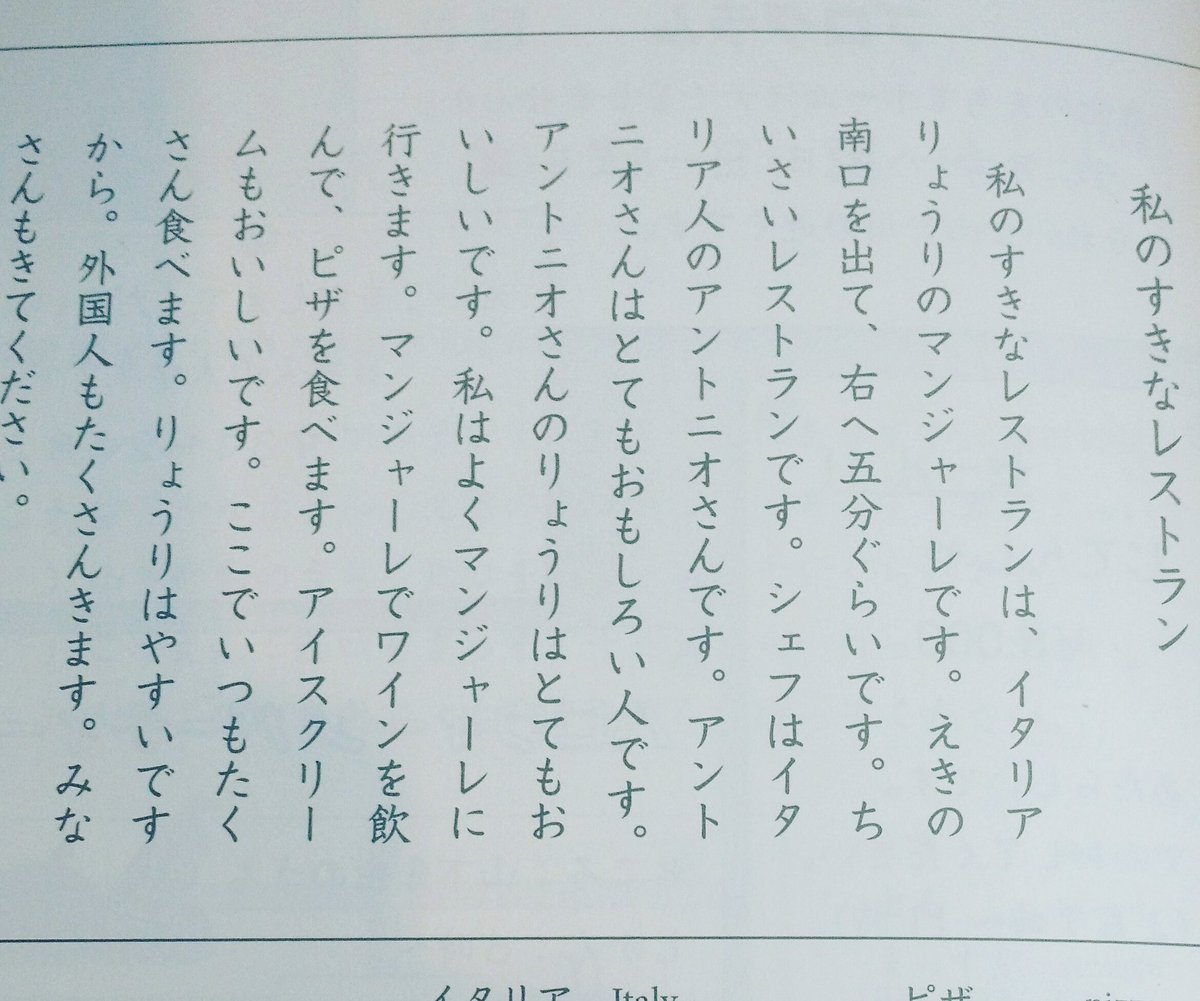 私のすきなレストラン
私のすきなレストランは、イタリア
りょうりのマンジャーレです。えきの
南口を出て、右へ五分ぐらいです。ち
いさいレストランです。シェフはイタ
リア人のアントニオさんです。アント
ニオさんはとてもおもしろい人です。
アントニオさんのりょうりはとてもお
いしいです。私はよくマンジャーレに
行きます。マンジャーレでワインを飲
んで、ピザを食べます。アイスクリー
ムもおいしいです。ここでいつもたく
さん食べます。りょうりはやすいです
から。外国人もたくさんきます。みな
さんもきてください。
イタリア Italy
ピザ